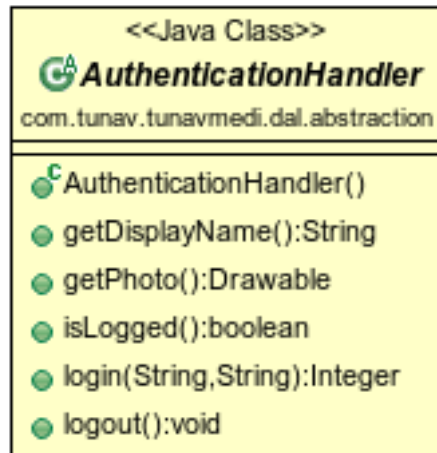 <<Java Class>>
AuthenticationHandler
com.tunav.tunavmedi.dal.abstraction
AuthenticationHandler()
getDisplayName():String
getPhoto():Drawable
isLogged():boolean
login(String,String):Integer
logout():void